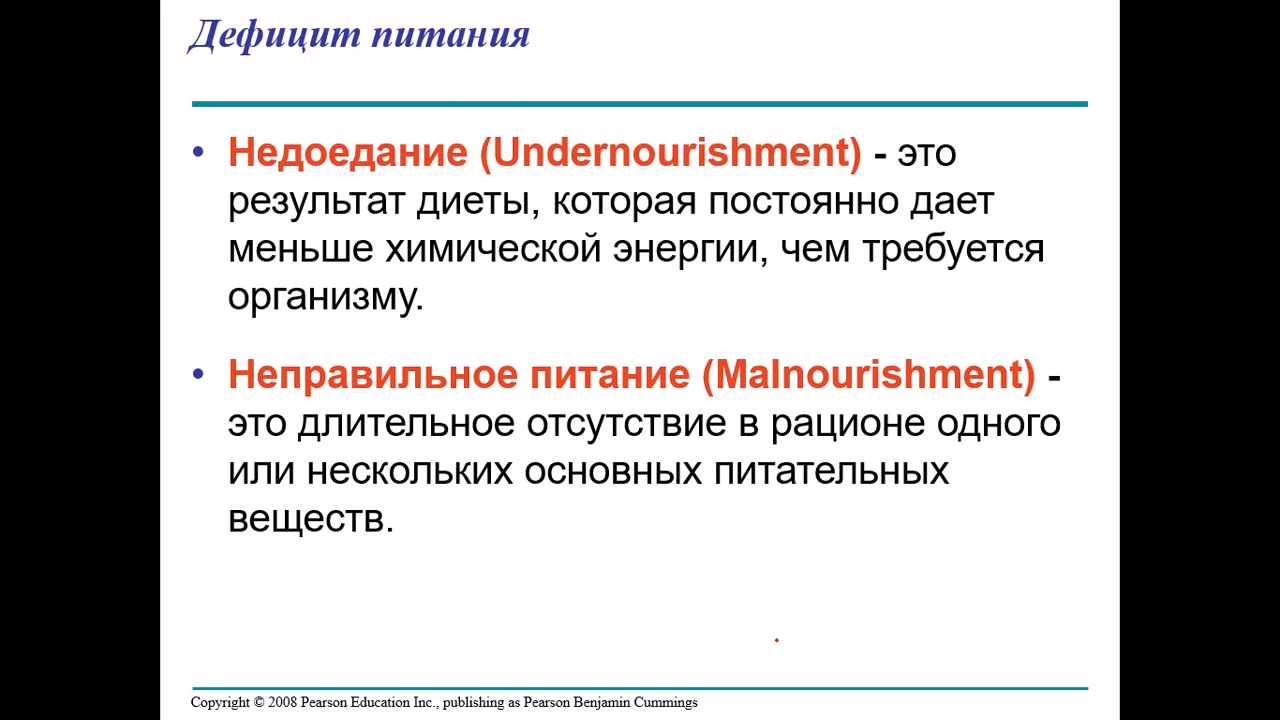 Дефицит питания
• Недоедание (Undernourishment) - это
результат диеты, которая постоянно дает
меньше химической энергии, чем требуется
организму.
• Неправильное питание (Malnourishment) -
это длительное отсутствие в рационе одного
или нескольких основных питательных
веществ.
Copyright © 2008 Pearson Education Inc., publishing as Pearson Benjamin Cummings